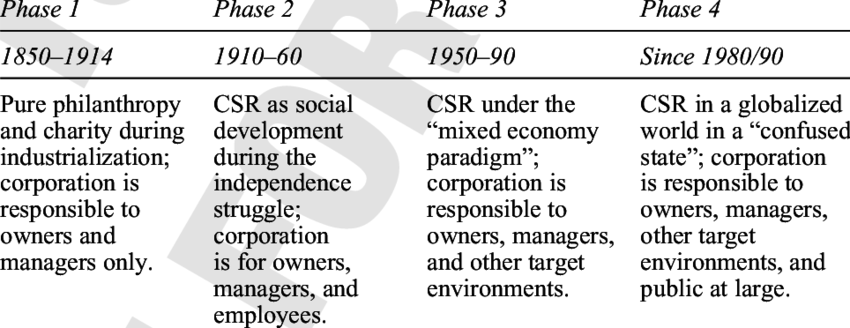 Phase 1 Phase 2 Phase 3 Phase 4
1850–1914 1910–60 1950–90 Since 1980/90
Pure philanthropy
and charity during
industrialization;
corporation is
responsible to
owners and
managers only.
CSR as social
development
during the
independence
struggle;
corporation
is for owners,
managers, and
employees.
CSR under the
“mixed economy
paradigm”;
corporation is
responsible to
owners, managers,
and other target
environments.
CSR in a globalized
world in a “confused
state”; corporation
is responsible to
owners, managers,
other target
environments, and
public at large.